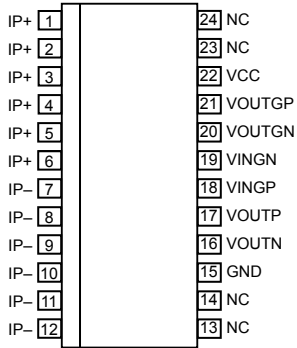 IP+ 1 24 NC
IP+ 2 23 NC
IP+ 3 22 VCC
IP+ 4 21 VOUTGP
IP+ 5 20 VOUTGN
IP+ 6 19 VINGN
IP– 7 18 VINGP
IP– 8 17 VOUTP
IP– 9 16 VOUTN
IP– 10 15 GND
IP– 11 14 NC
IP– 12 13 NC